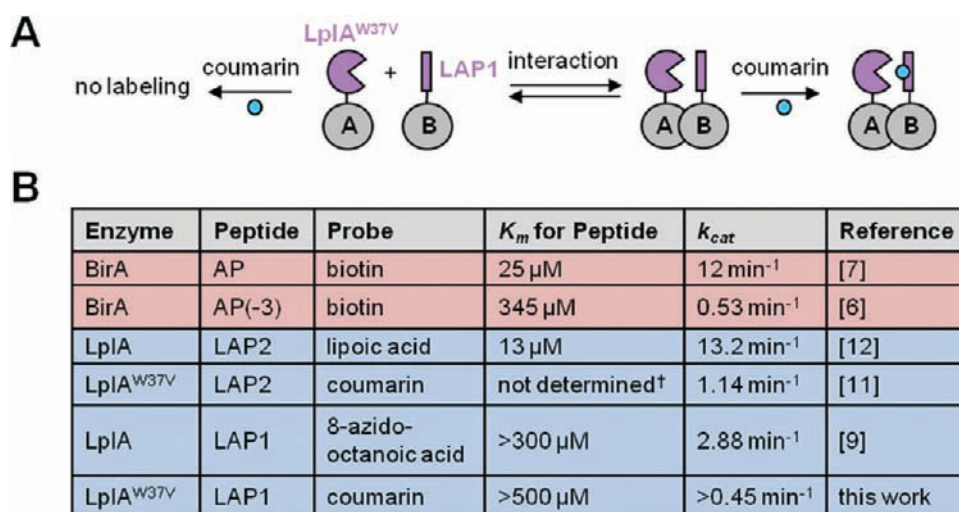 A
LplA^W37V
coumarin
no labeling
+
LAP1
interaction
coumarin
A B A B A B
B
Enzyme Peptide Probe K_m for Peptide k_cat Reference
BirA AP biotin 25 µM 12 min⁻¹ [7]
BirA AP(-3) biotin 345 µM 0.53 min⁻¹ [6]
LplA LAP2 lipoic acid 13 µM 13.2 min⁻¹ [12]
LplA^W37V LAP2 coumarin not determined† 1.14 min⁻¹ [11]
LplA LAP1 8-azido-
octanoic acid >300 µM 2.88 min⁻¹ [9]
LplA^W37V LAP1 coumarin >500 µM >0.45 min⁻¹ this work